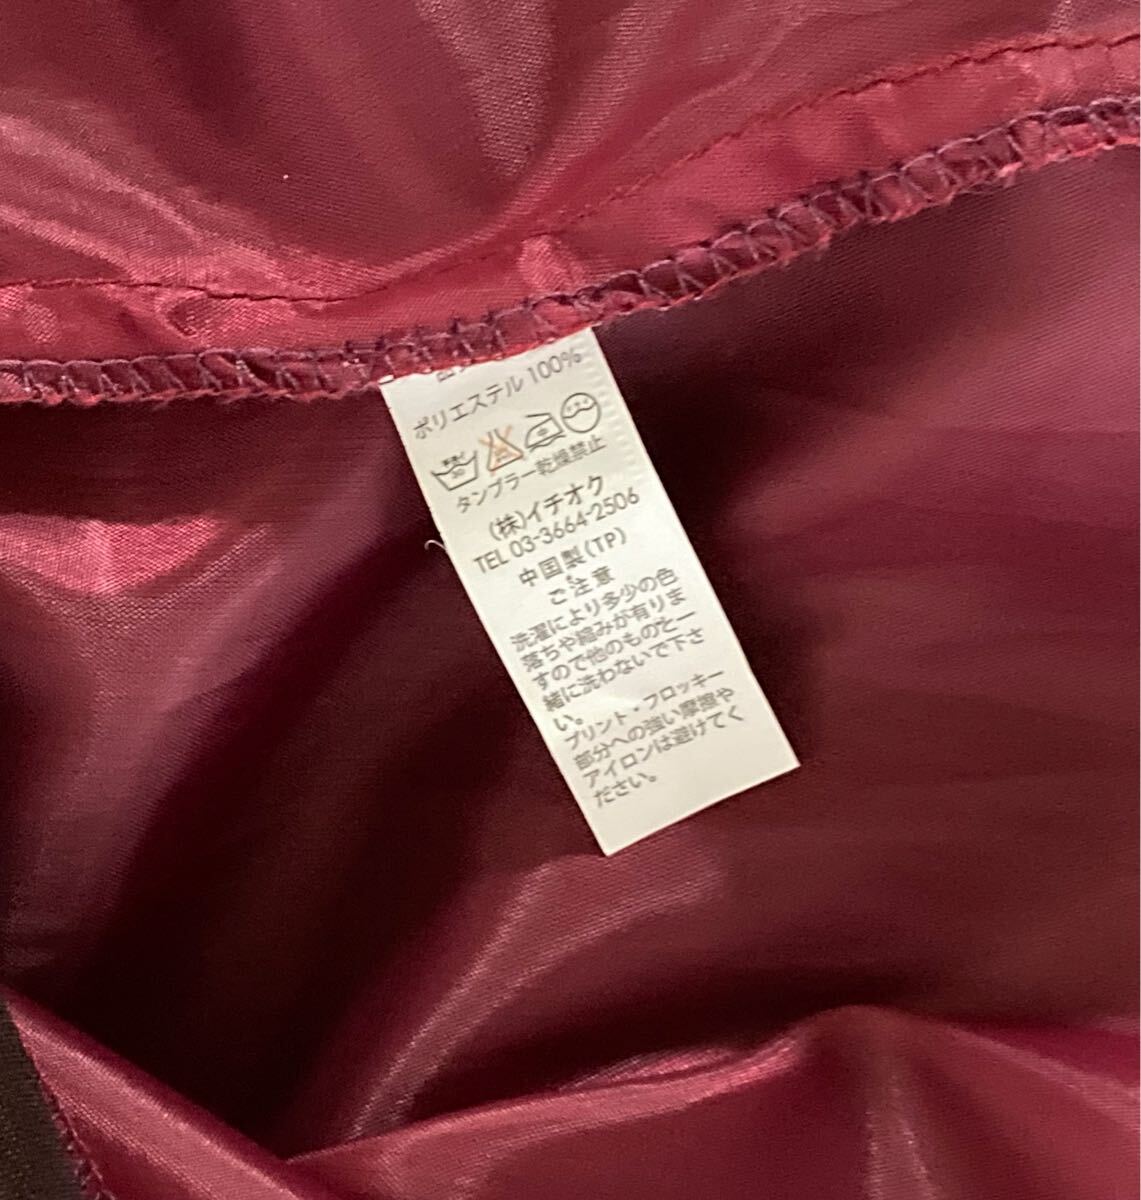 ポリエステル 100%
タンブラー乾燥禁止
(株)イチオク
TEL 03-3664-2506
中国製(TP)
ご注意
洗濯により多少の色
落ちや縮みが有りま
すので他のものと一
緒に洗わないで下さ
い。
プリント・フロッキー
部分への強い摩擦や
アイロンは避けてく
ださい。